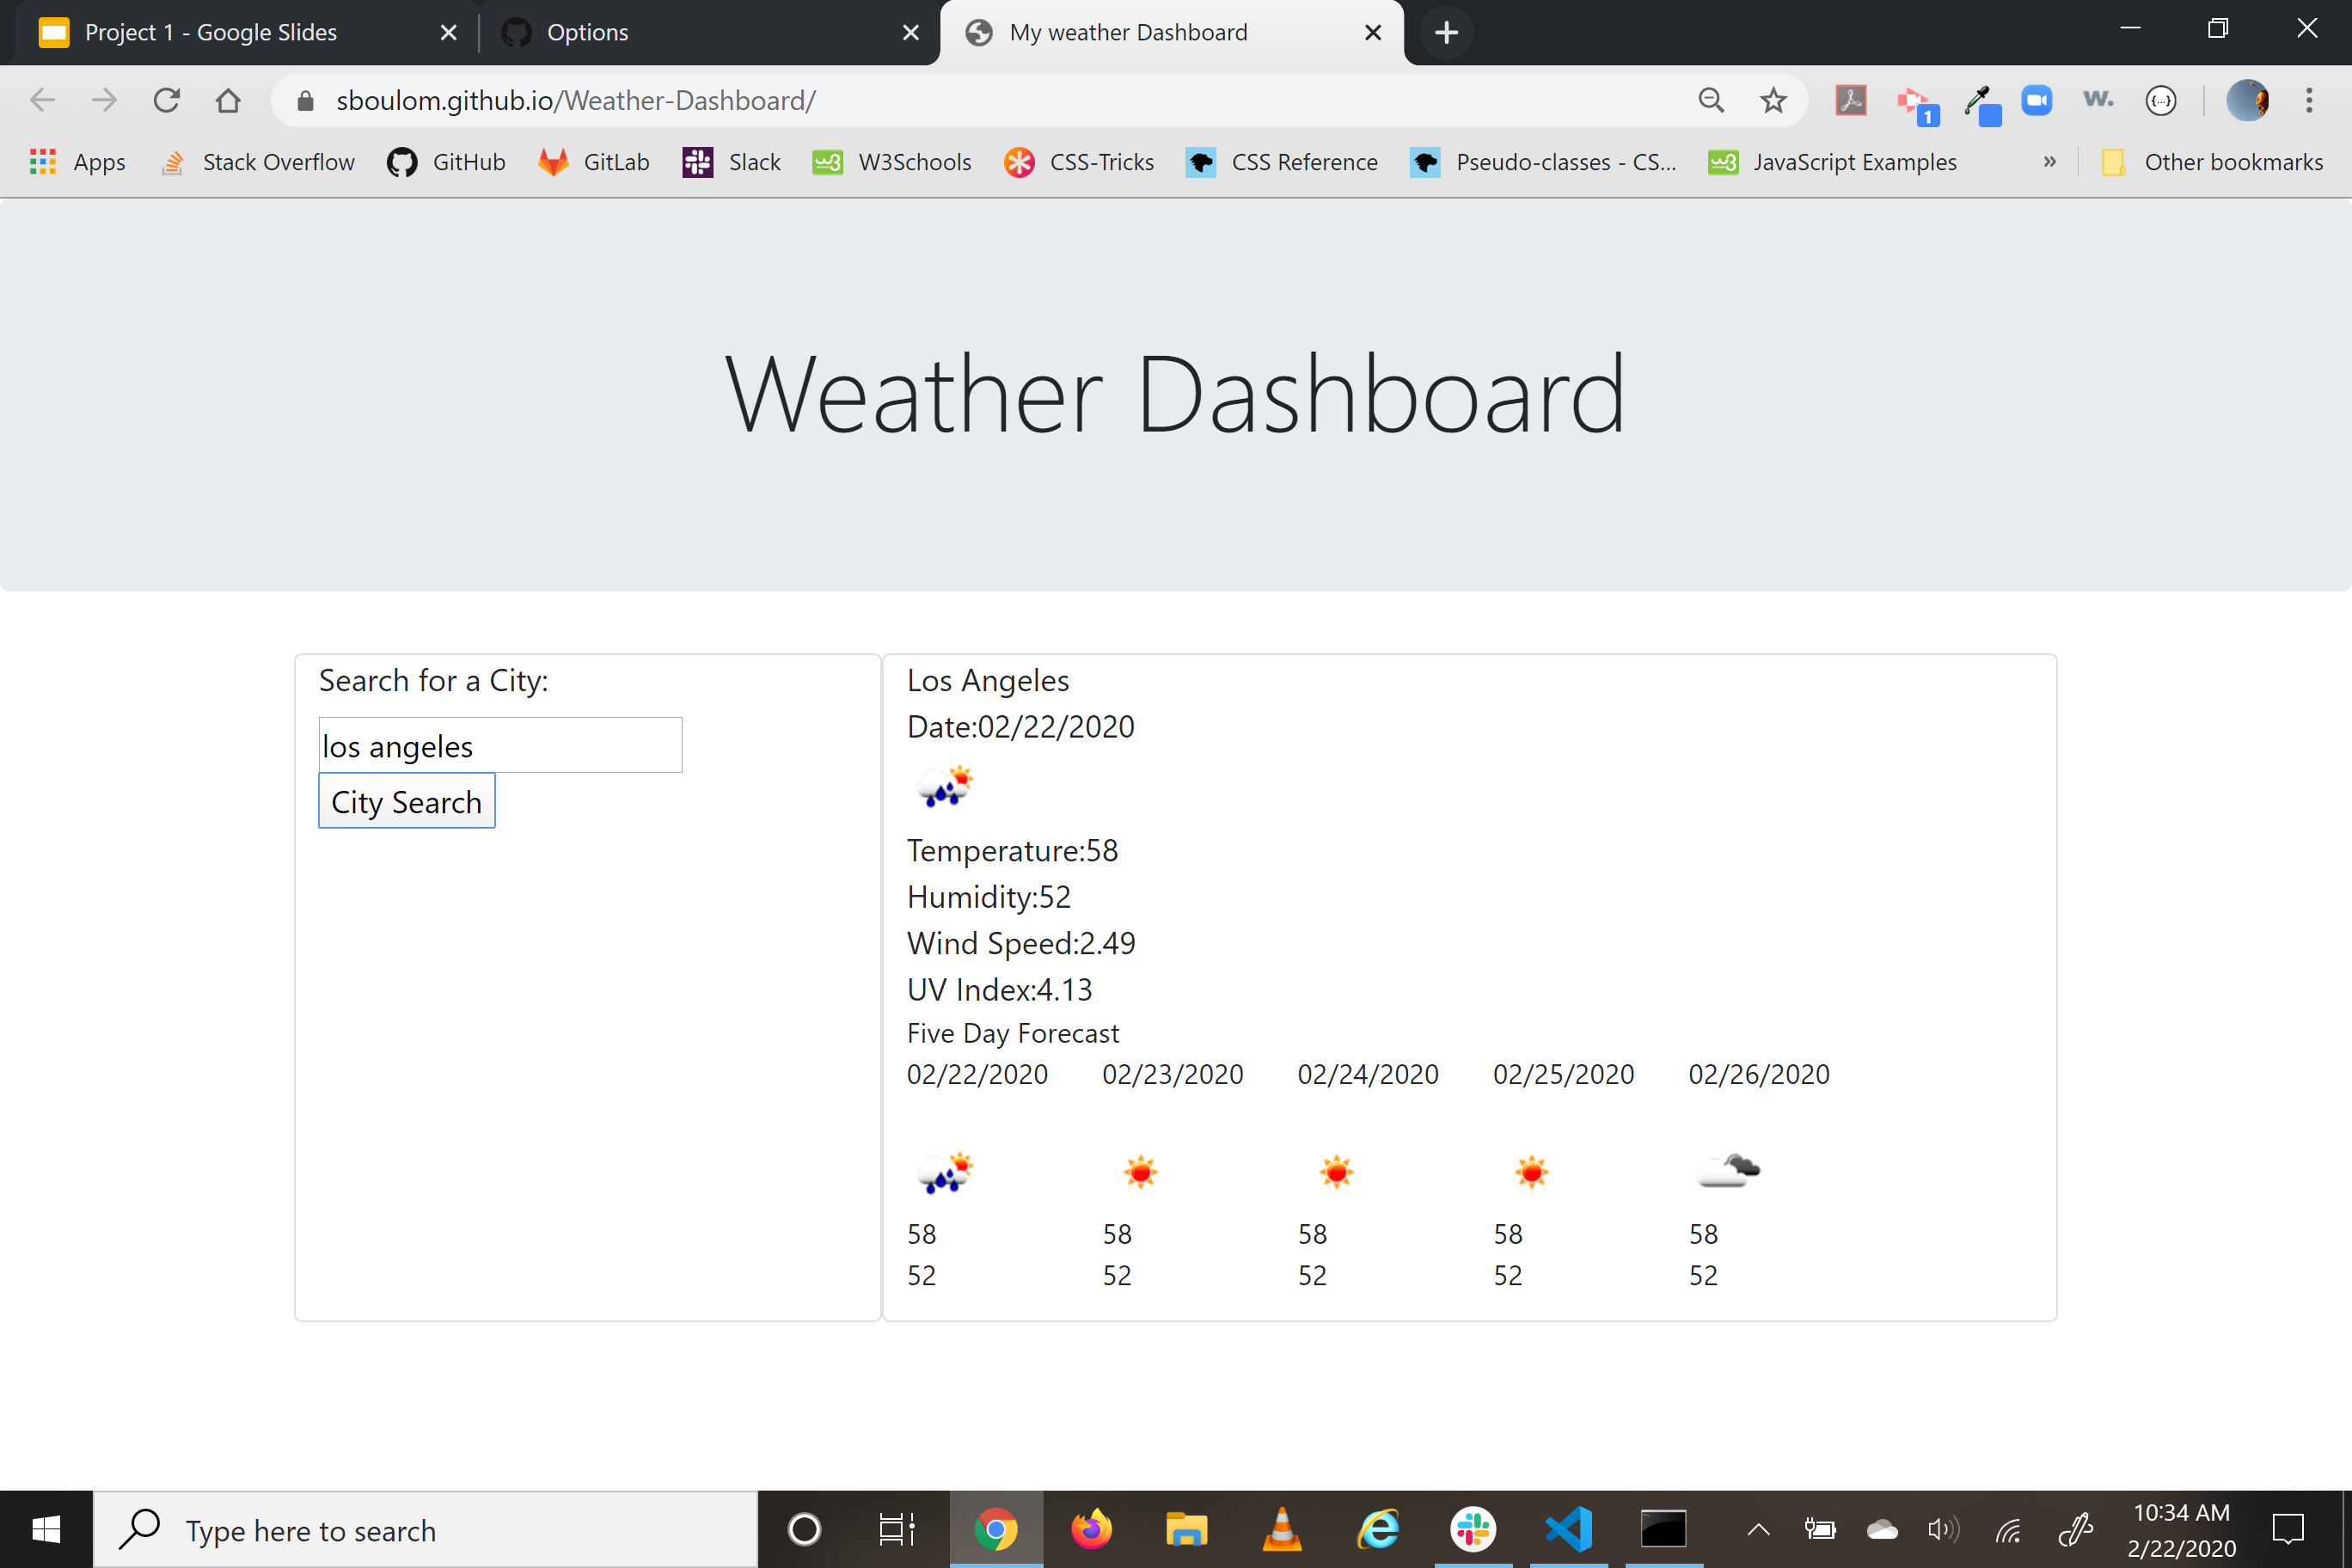 Project 1 - Google Slides
Options
My weather Dashboard
sboulom.github.io/Weather-Dashboard/
1
W.
{...}
Apps
Stack Overflow
GitHub
GitLab
Slack
W3Schools
CSS-Tricks
CSS Reference
Pseudo-classes - CS...
JavaScript Examples
»
Other bookmarks
Weather Dashboard
Search for a City:
los angeles
City Search
Los Angeles
Date:02/22/2020
Temperature:58
Humidity:52
Wind Speed:2.49
UV Index:4.13
Five Day Forecast
02/22/2020 02/23/2020 02/24/2020 02/25/2020 02/26/2020
58 58 58 58 58
52 52 52 52 52
Type here to search
10:34 AM
2/22/2020